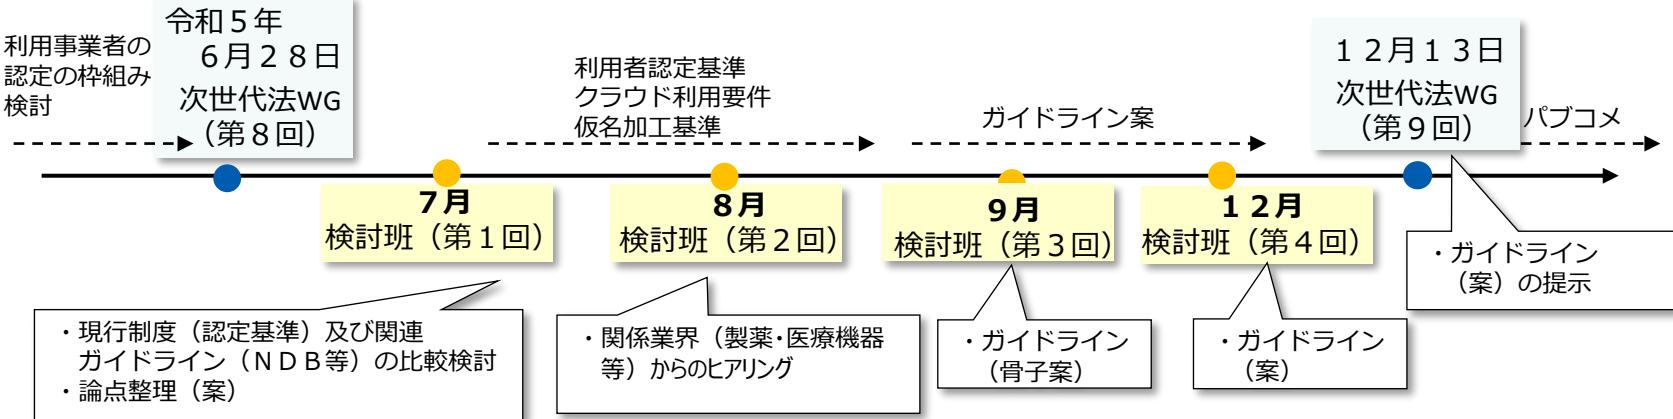 利用事業者の
認定の枠組み
検討
令和５年
６月２８日
次世代法WG
（第８回）
利用者認定基準
クラウド利用要件
仮名加工基準
ガイドライン案
１２月１３日
次世代法WG
（第９回）
パブコメ
７月
検討班（第１回）
８月
検討班（第２回）
９月
検討班（第３回）
１２月
検討班（第４回）
・現行制度（認定基準）及び関連
ガイドライン（ＮＤＢ等）の比較検討
・論点整理（案）
・関係業界（製薬・医療機器
等）からのヒアリング
・ガイドライン
（骨子案）
・ガイドライン
（案）
・ガイドライン
（案）の提示